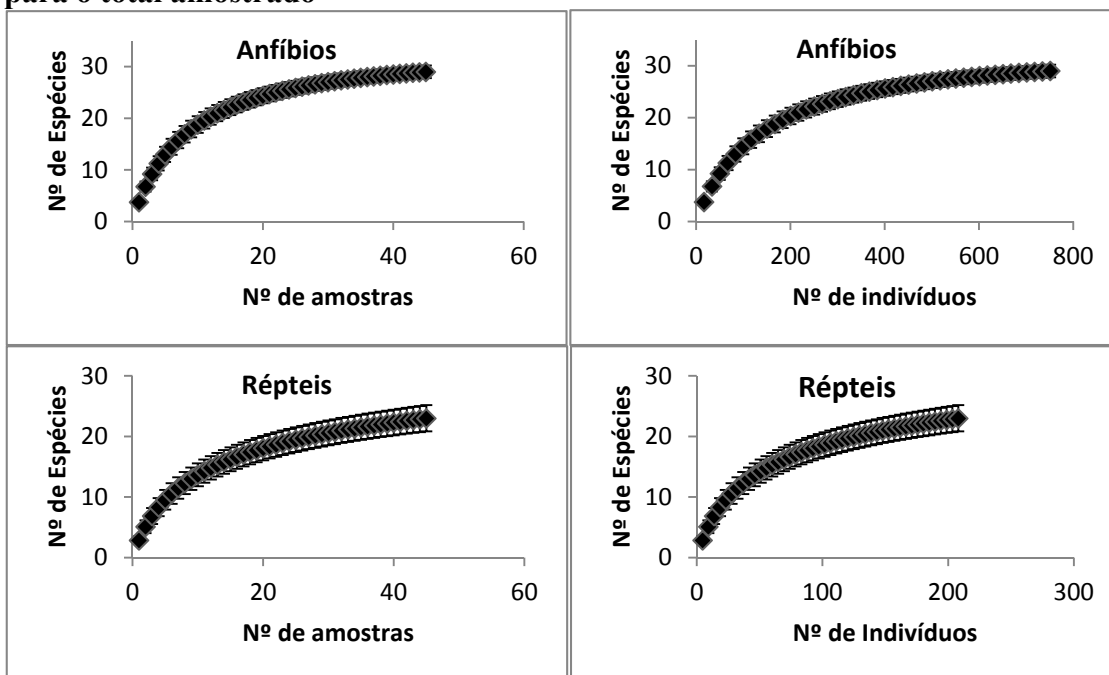 para o total amostrado
Anfíbios
Nº de Espécies
30
20
10
0
0 20 40 60
Nº de amostras
Anfíbios
Nº de Espécies
30
20
10
0
0 200 400 600 800
Nº de indivíduos
Répteis
Nº de Espécies
30
20
10
0
0 20 40 60
Nº de amostras
Répteis
Nº de Espécies
30
20
10
0
0 100 200 300
Nº de Indivíduos